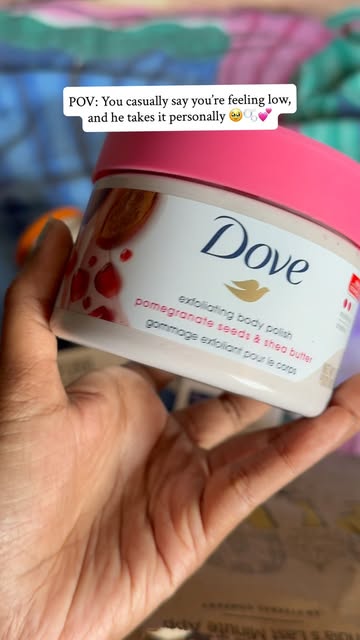 POV: You casually say you're feeling low,
and he takes it personally 🥹🫶🏻💕
Dove
exfoliating body polish
pomegranate seeds & shea butter
gommage exfoliant pour le corps